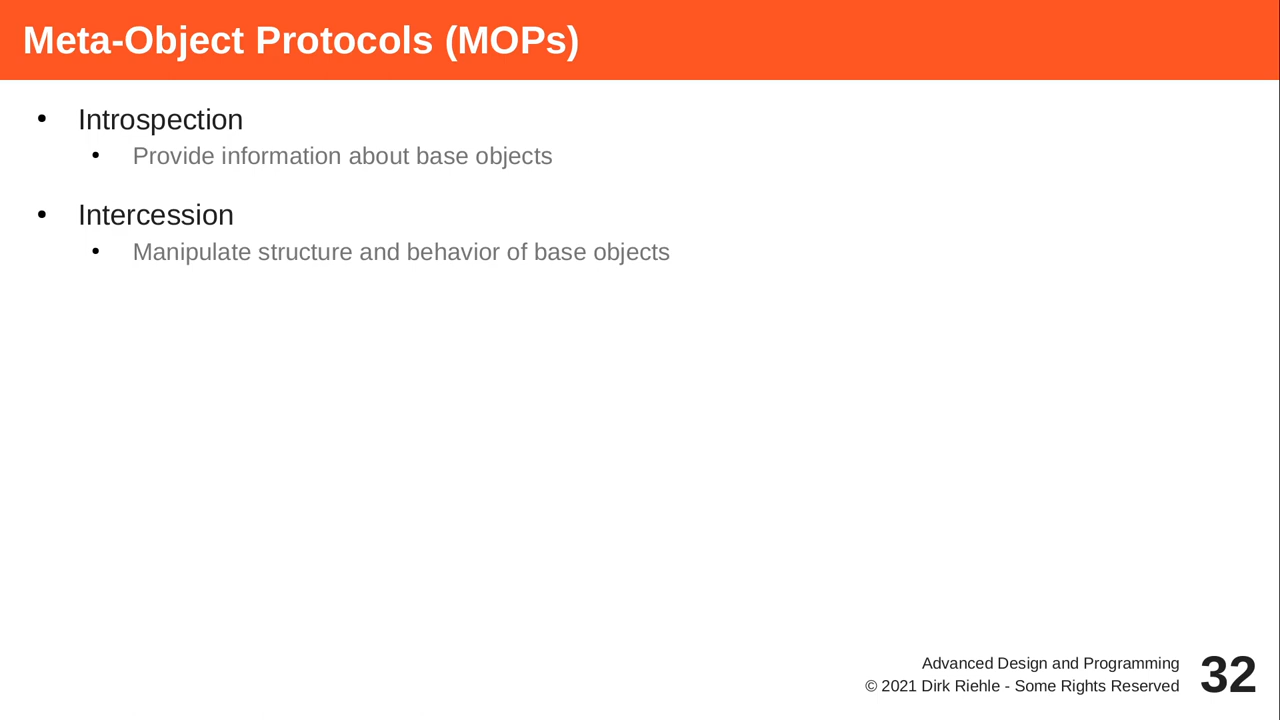 Meta-Object Protocols (MOPs)
• Introspection
• Provide information about base objects
• Intercession
• Manipulate structure and behavior of base objects
Advanced Design and Programming
© 2021 Dirk Riehle - Some Rights Reserved
32